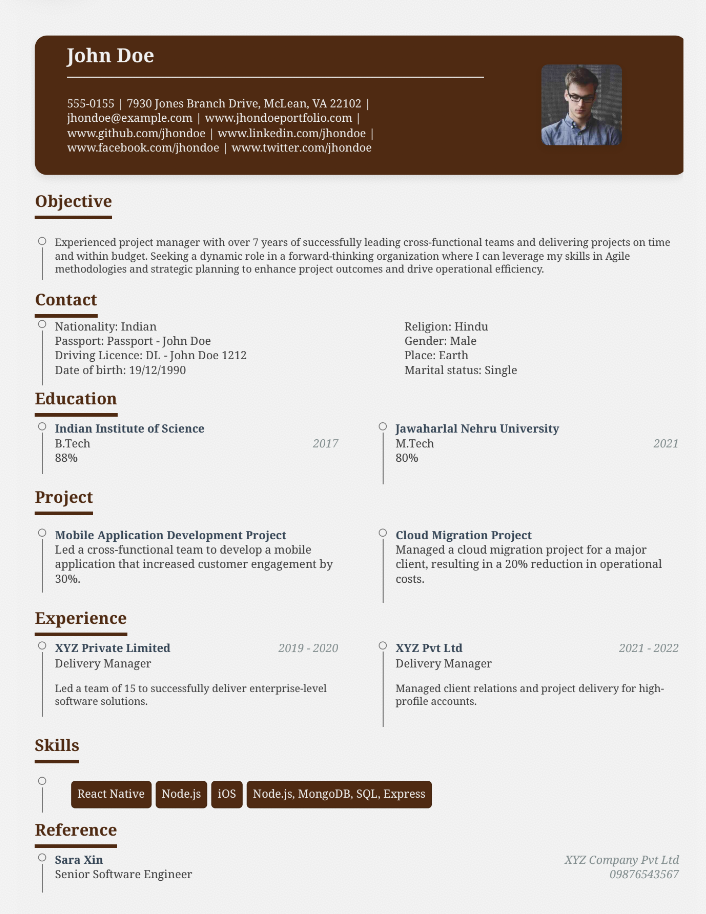 John Doe
555-0155 | 7930 Jones Branch Drive, McLean, VA 22102 |
jhondoe@example.com | www.jhondoeportfolio.com |
www.github.com/jhondoe | www.linkedin.com/jhondoe |
www.facebook.com/jhondoe | www.twitter.com/jhondoe
Objective
Experienced project manager with over 7 years of successfully leading cross-functional teams and delivering projects on time
and within budget. Seeking a dynamic role in a forward-thinking organization where I can leverage my skills in Agile
methodologies and strategic planning to enhance project outcomes and drive operational efficiency.
Contact
Nationality: Indian
Passport: Passport - John Doe
Driving Licence: DL - John Doe 1212
Date of birth: 19/12/1990
Religion: Hindu
Gender: Male
Place: Earth
Marital status: Single
Education
Indian Institute of Science
B.Tech 2017
88%
Jawaharlal Nehru University
M.Tech 2021
80%
Project
Mobile Application Development Project
Led a cross-functional team to develop a mobile
application that increased customer engagement by
30%.
Cloud Migration Project
Managed a cloud migration project for a major
client, resulting in a 20% reduction in operational
costs.
Experience
XYZ Private Limited 2019 - 2020
Delivery Manager
Led a team of 15 to successfully deliver enterprise-level
software solutions.
XYZ Pvt Ltd 2021 - 2022
Delivery Manager
Managed client relations and project delivery for high-
profile accounts.
Skills
React Native Node.js iOS Node.js, MongoDB, SQL, Express
Reference
Sara Xin XYZ Company Pvt Ltd
Senior Software Engineer 09876543567